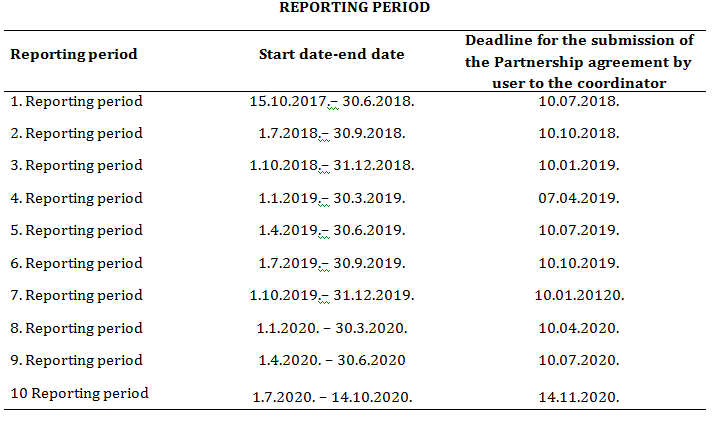 REPORTING PERIOD
Reporting period Start date-end date Deadline for the submission of
the Partnership agreement by
user to the coordinator
1. Reporting period 15.10.2017.– 30.6.2018. 10.07.2018.
2. Reporting period 1.7.2018.– 30.9.2018. 10.10.2018.
3. Reporting period 1.10.2018.– 31.12.2018. 10.01.2019.
4. Reporting period 1.1.2019.– 30.3.2019. 07.04.2019.
5. Reporting period 1.4.2019.– 30.6.2019. 10.07.2019.
6. Reporting period 1.7.2019.– 30.9.2019. 10.10.2019.
7. Reporting period 1.10.2019.– 31.12.2019. 10.01.20120.
8. Reporting period 1.1.2020. – 30.3.2020. 10.04.2020.
9. Reporting period 1.4.2020. – 30.6.2020 10.07.2020.
10 Reporting period 1.7.2020. – 14.10.2020. 14.11.2020.